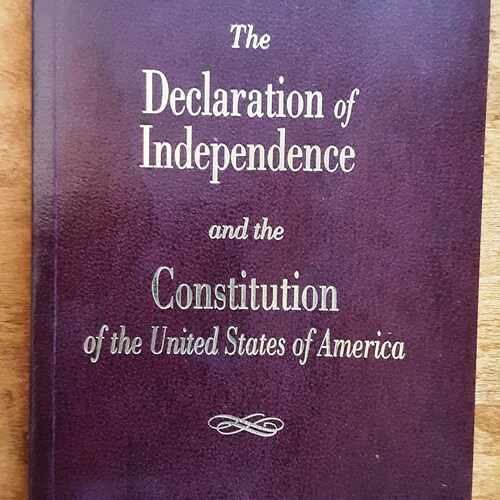 The
Declaration of
Independence
and the
Constitution
of the United States of America